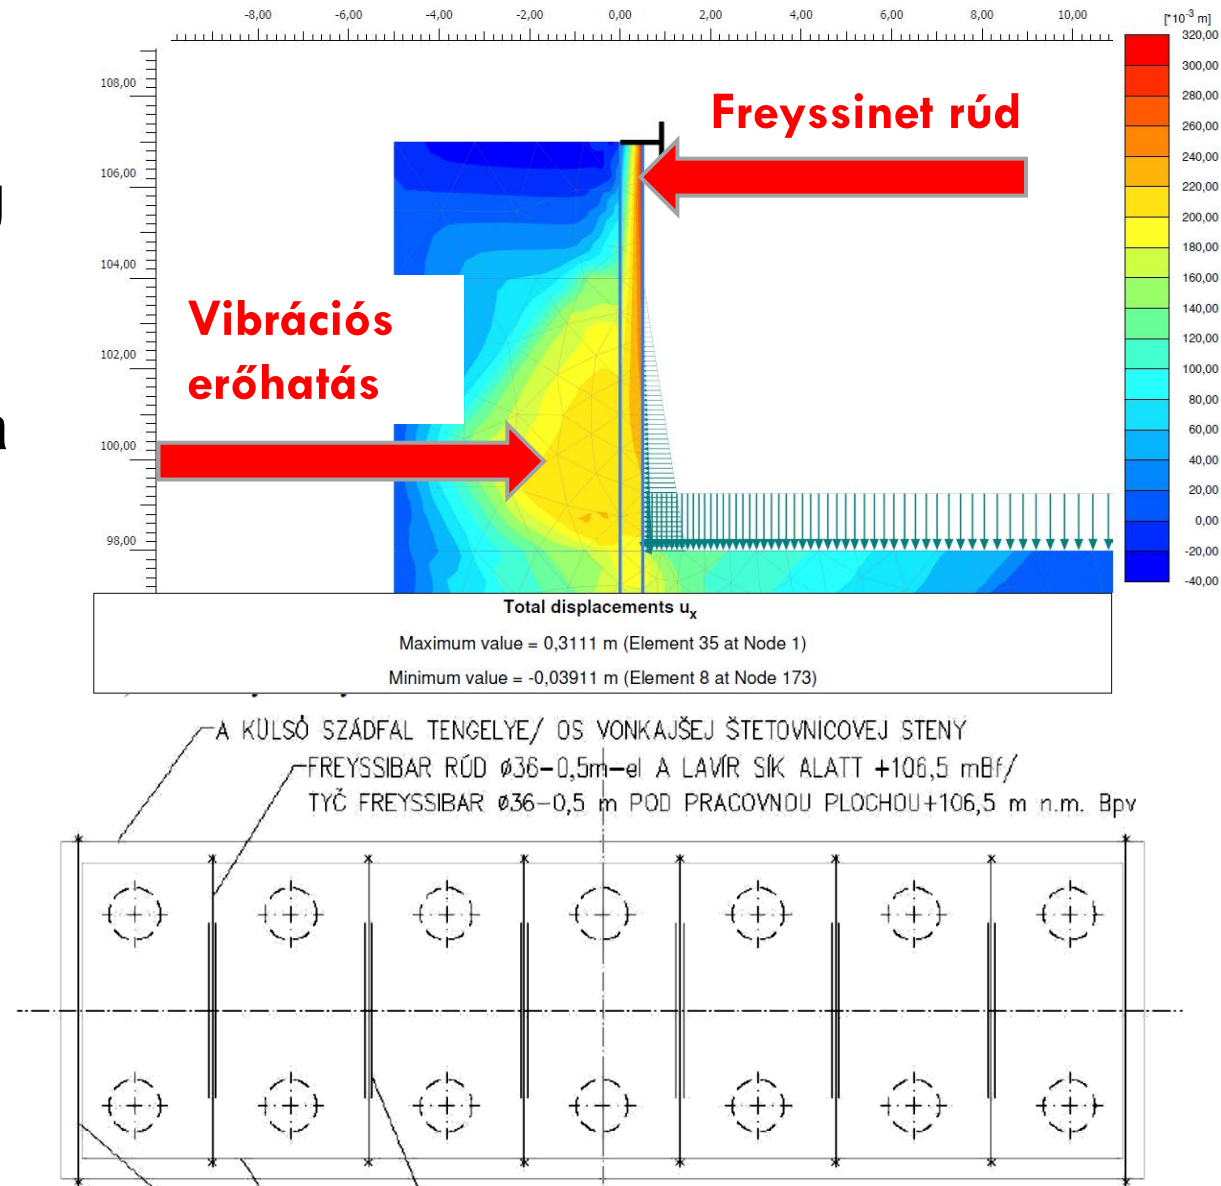 -8,00 -6,00 -4,00 -2,00 0,00 2,00 4,00 6,00 8,00 10,00
[*10⁻³ m]
320,00
300,00
280,00
260,00
240,00
220,00
200,00
180,00
160,00
140,00
120,00
100,00
80,00
60,00
40,00
20,00
0,00
-20,00
-40,00
108,00
106,00
104,00
102,00
100,00
98,00
Freyssinet rúd
Vibrációs
erőhatás
a
Total displacements uₓ
Maximum value = 0,3111 m (Element 35 at Node 1)
Minimum value = -0,03911 m (Element 8 at Node 173)
A KÜLSŐ SZÁDFAL TENGELYE/ OS VONKAJŠEJ ŠTETOVNICOVEJ STENY
FREYSSIBAR RÚD ø36-0,5m-el A LAVÍR SÍK ALATT +106,5 mBf/
TYČ FREYSSIBAR ø36-0,5 m POD PRACOVNOU PLOCHOU+106,5 m n.m. Bpv